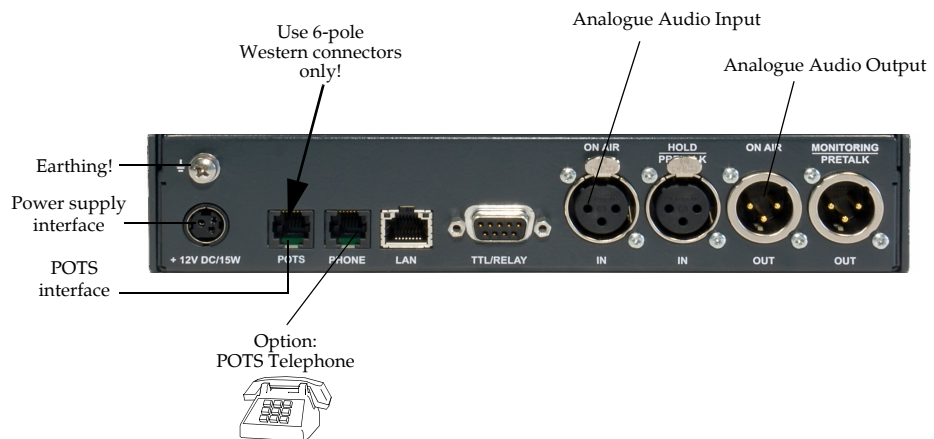 Analogue Audio Input
Use 6-pole
Western connectors
only!
Analogue Audio Output
Earthing!
Power supply
interface
POTS
interface
ON AIR
HOLD
PRETALK
ON AIR
MONITORING
PRETALK
+ 12V DC/15W
POTS
PHONE
LAN
TTL/RELAY
IN
IN
OUT
OUT
Option:
POTS Telephone